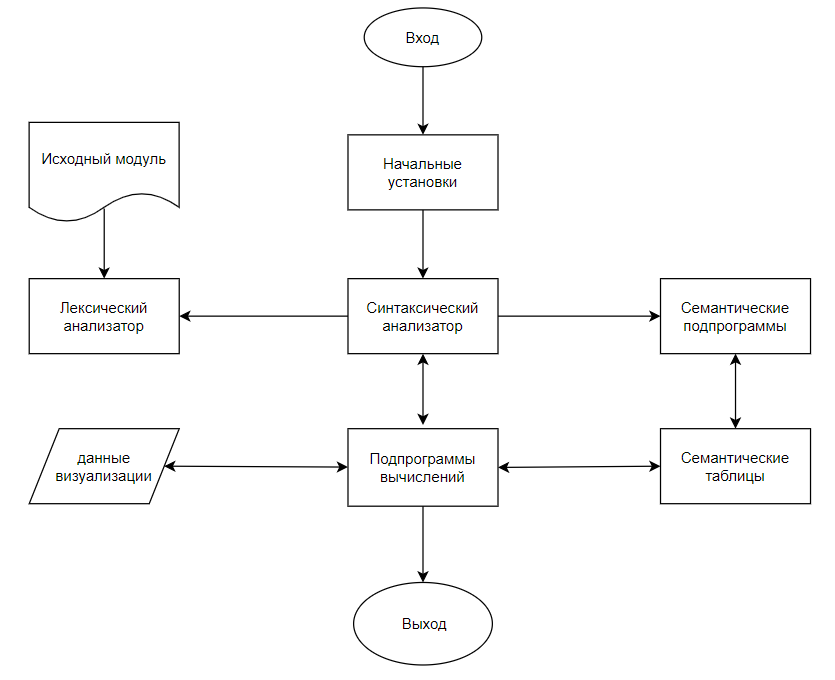 Вход
Исходный модуль
Начальные
установки
Лексический
анализатор
Синтаксический
анализатор
Семантические
подпрограммы
данные
визуализации
Подпрограммы
вычислений
Семантические
таблицы
Выход